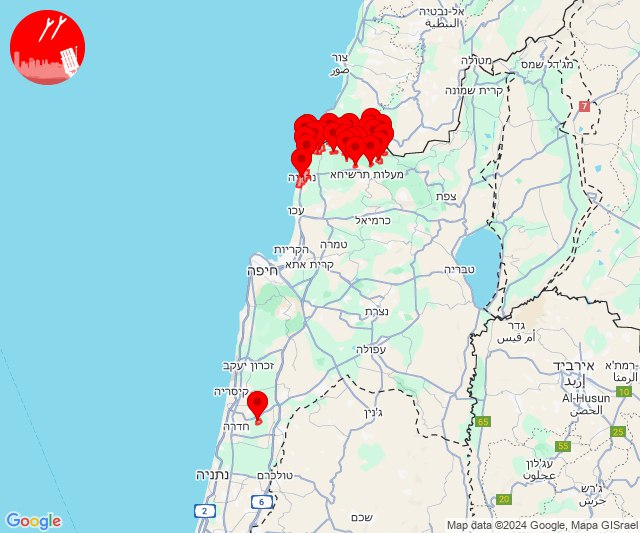 אל-נבטיה
النبطية
מג'דל שמס
מטולה
צור
صور
קרית שמונה
7
מעלות תרשיחא
צפת
עכו
כרמיאל
הקריות
טמרה
קרית אתא
חיפה
טבריה
נצרת
גדר
أم قيس
עפולה
זכרון יעקב
אירביד
إربد
רמת'א
الرمثا
10
Al-Husun
الحصن
קיסריה
חדרה
ג'נין
65
25
55
עג'לון
عجلون
ג'רש
جرش
נתניה
טולכרם
6
20
2
שכם
Google
Map data ©2024 Google, Mapa GISrael